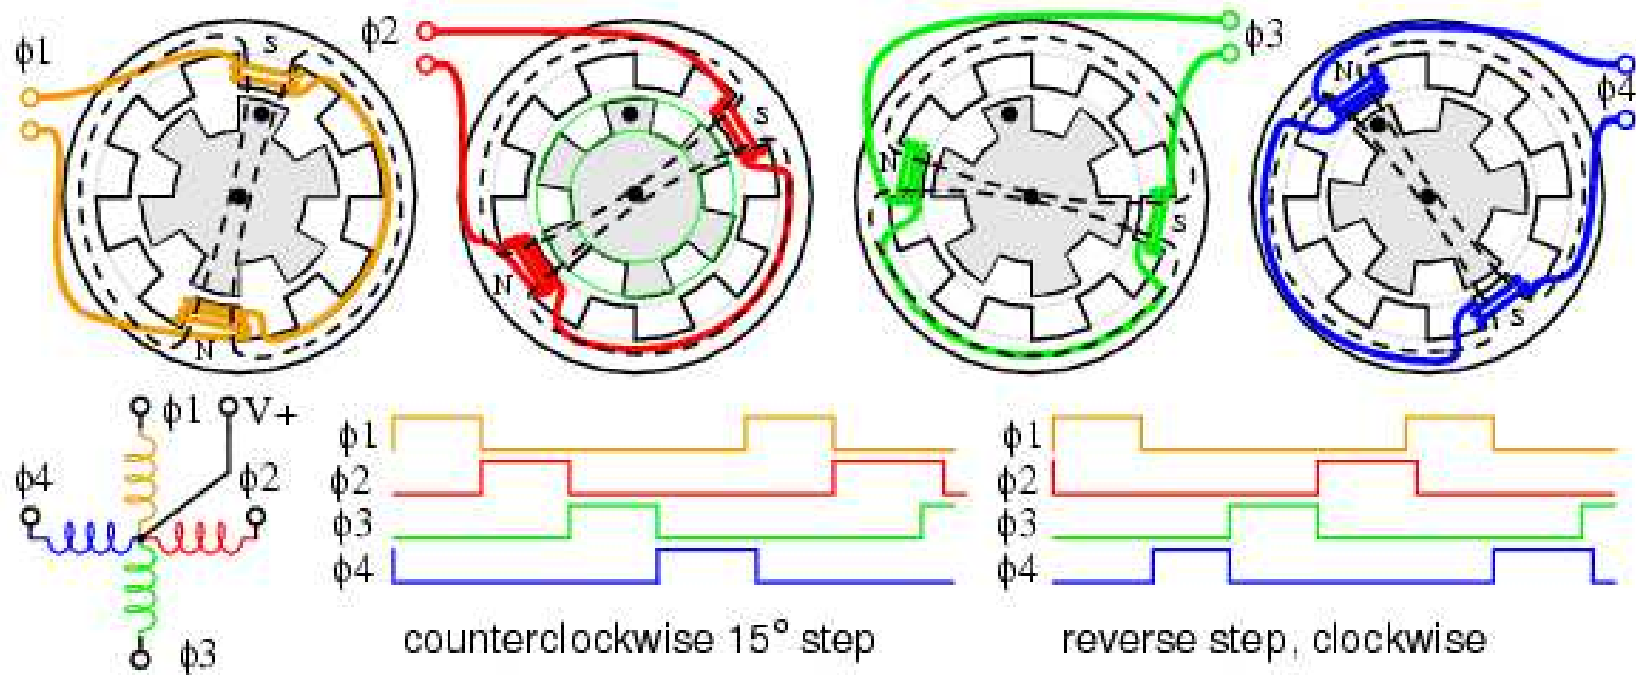 ϕ1
S
N
ϕ2
S
N
N
S
ϕ3
N
S
ϕ4
ϕ1 V+
ϕ4
ϕ2
ϕ3
ϕ1
ϕ2
ϕ3
ϕ4
counterclockwise 15° step
ϕ1
ϕ2
ϕ3
ϕ4
reverse step, clockwise